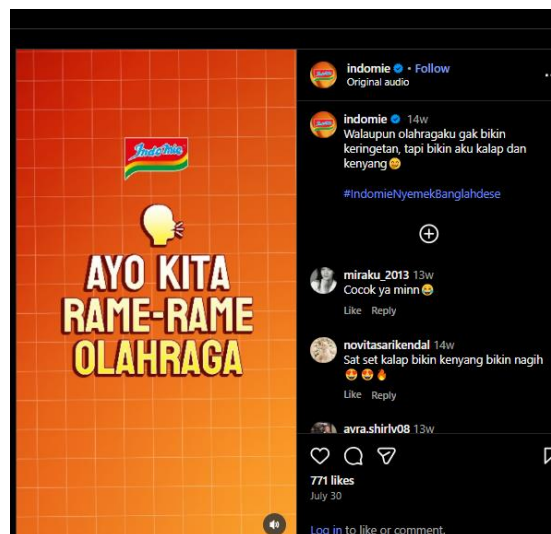 Indomie
AYO KITA
RAME-RAME
OLAHRAGA
indomie • Follow
Original audio
indomie 14w
Walaupun olahragaku gak bikin
keringetan, tapi bikin aku kalap dan
kenyang😊
#IndomieNyemekBanglahdese
miraku_2013 13w
Cocok ya minn😂
Like Reply
novitasarikendal 14w
Sat set kalap bikin kenyang bikin nagih
😍😍🔥
Like Reply
ayra.shirly08 13w
771 likes
July 30
Log in to like or comment.